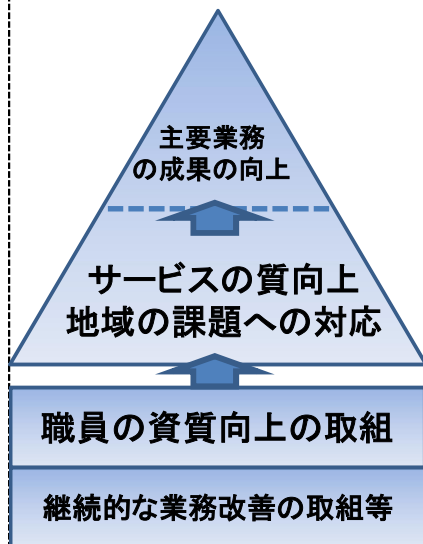 主要業務
の成果の向上
サービスの質向上
地域の課題への対応
職員の資質向上の取組
継続的な業務改善の取組等